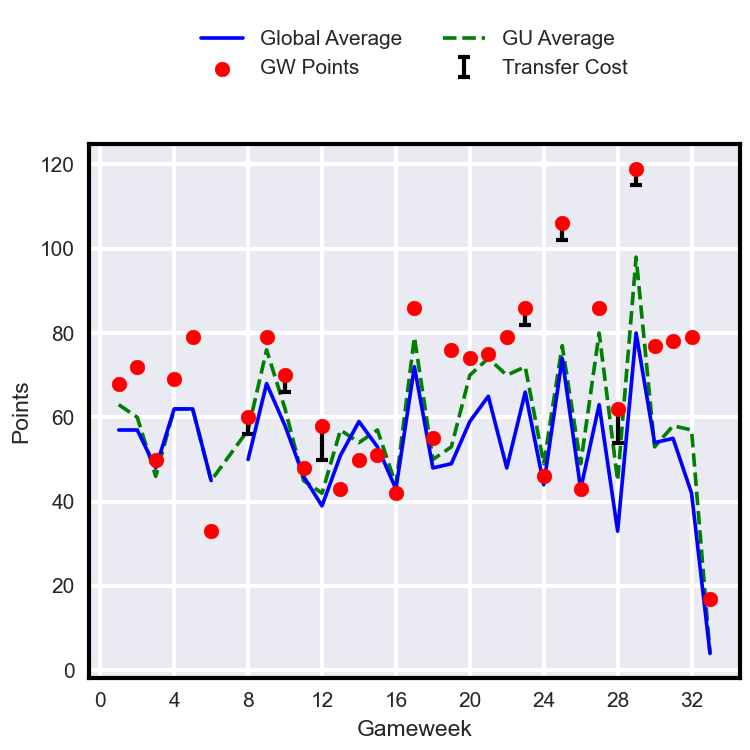 Global Average
GU Average
GW Points
Transfer Cost
120
100
80
60
40
20
0
Points
0 4 8 12 16 20 24 28 32
Gameweek